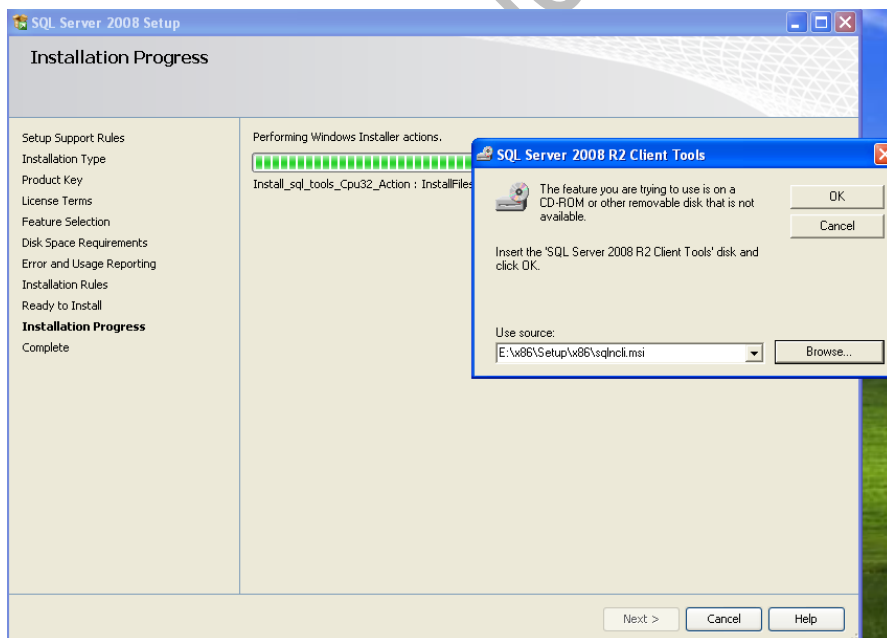 SQL Server 2008 Setup
Installation Progress
Setup Support Rules
Installation Type
Product Key
License Terms
Feature Selection
Disk Space Requirements
Error and Usage Reporting
Installation Rules
Ready to Install
Installation Progress
Complete
Performing Windows Installer actions.
Install_sql_tools_Cpu32_Action : InstallFiles
SQL Server 2008 R2 Client Tools
The feature you are trying to use is on a
CD-ROM or other removable disk that is not
available.
Insert the 'SQL Server 2008 R2 Client Tools' disk and
click OK.
Use source:
E:\x86\Setup\x86\sqlncli.msi
OK
Cancel
Browse...
Next >
Cancel
Help